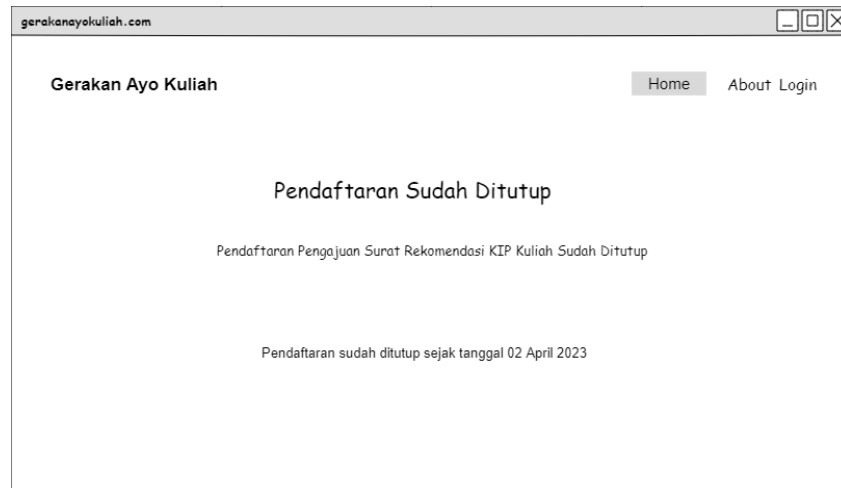 gerakanayokuliah.com
Gerakan Ayo Kuliah
Home About Login
Pendaftaran Sudah Ditutup
Pendaftaran Pengajuan Surat Rekomendasi KIP Kuliah Sudah Ditutup
Pendaftaran sudah ditutup sejak tanggal 02 April 2023